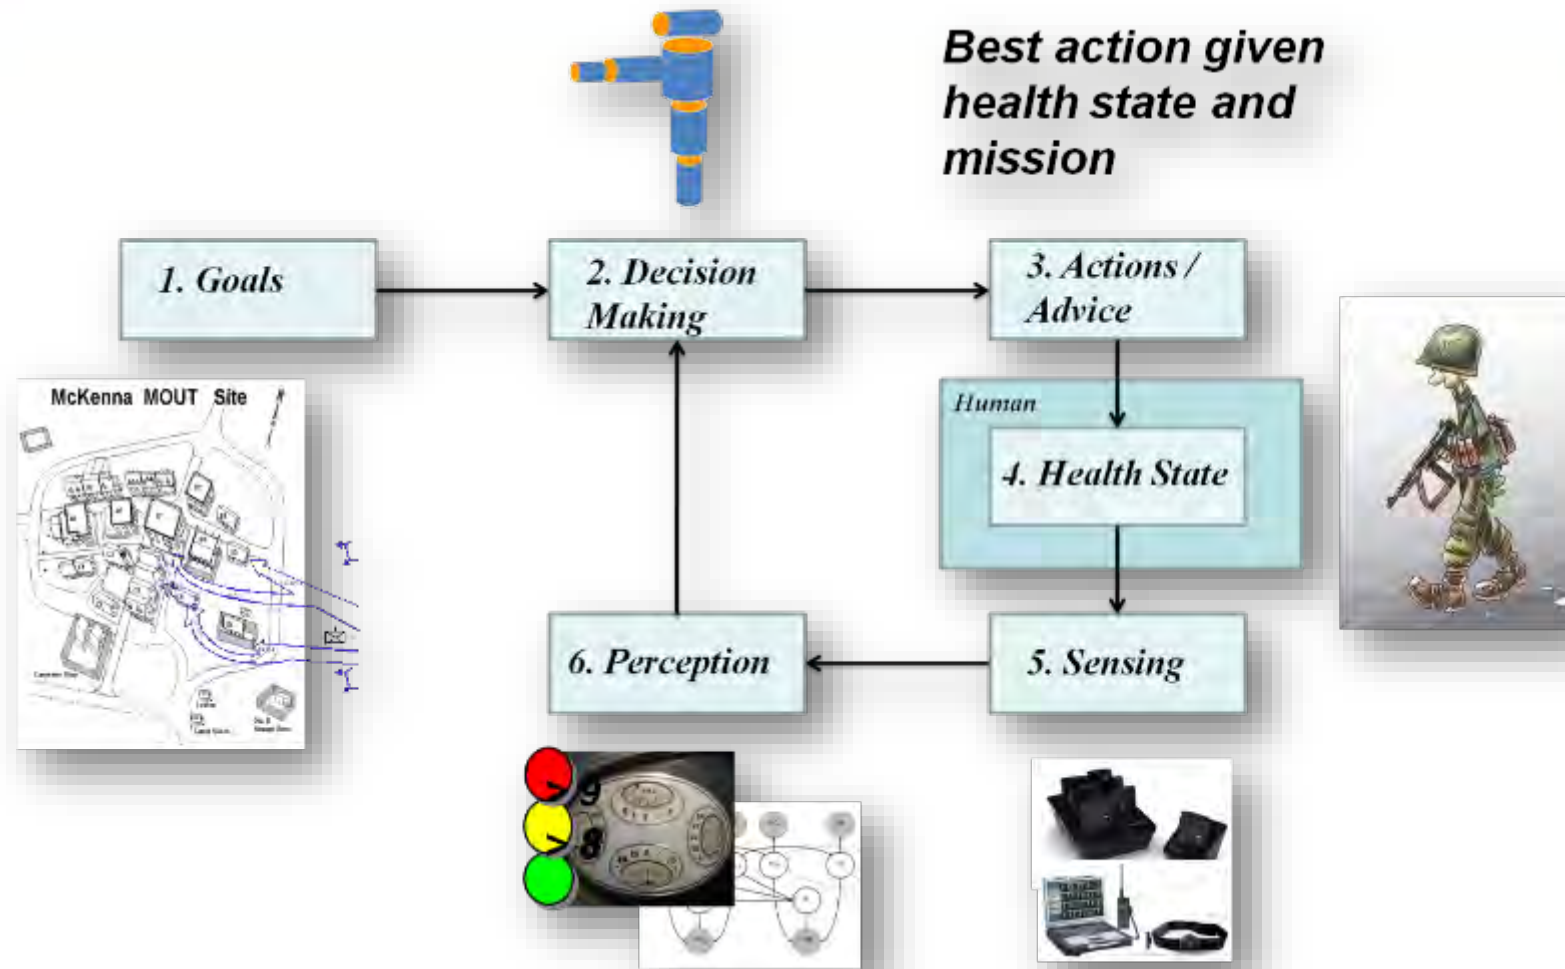 Best action given
health state and
mission
1. Goals
2. Decision
Making
3. Actions /
Advice
McKenna MOUT Site
Human
4. Health State
6. Perception
5. Sensing
9
8